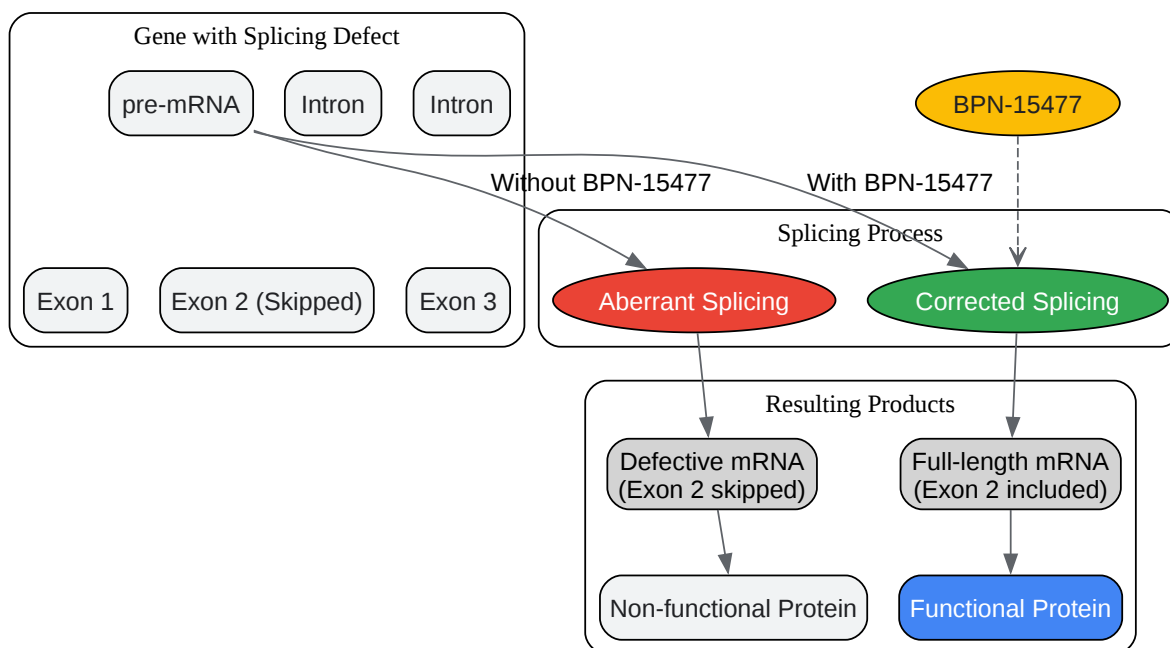 Gene with Splicing Defect
pre-mRNA
Intron
Intron
BPN-15477
Without BPN-15477
With BPN-15477
Splicing Process
Exon 1
Exon 2 (Skipped)
Exon 3
Aberrant Splicing
Corrected Splicing
Resulting Products
Defective mRNA
(Exon 2 skipped)
Full-length mRNA
(Exon 2 included)
Non-functional Protein
Functional Protein